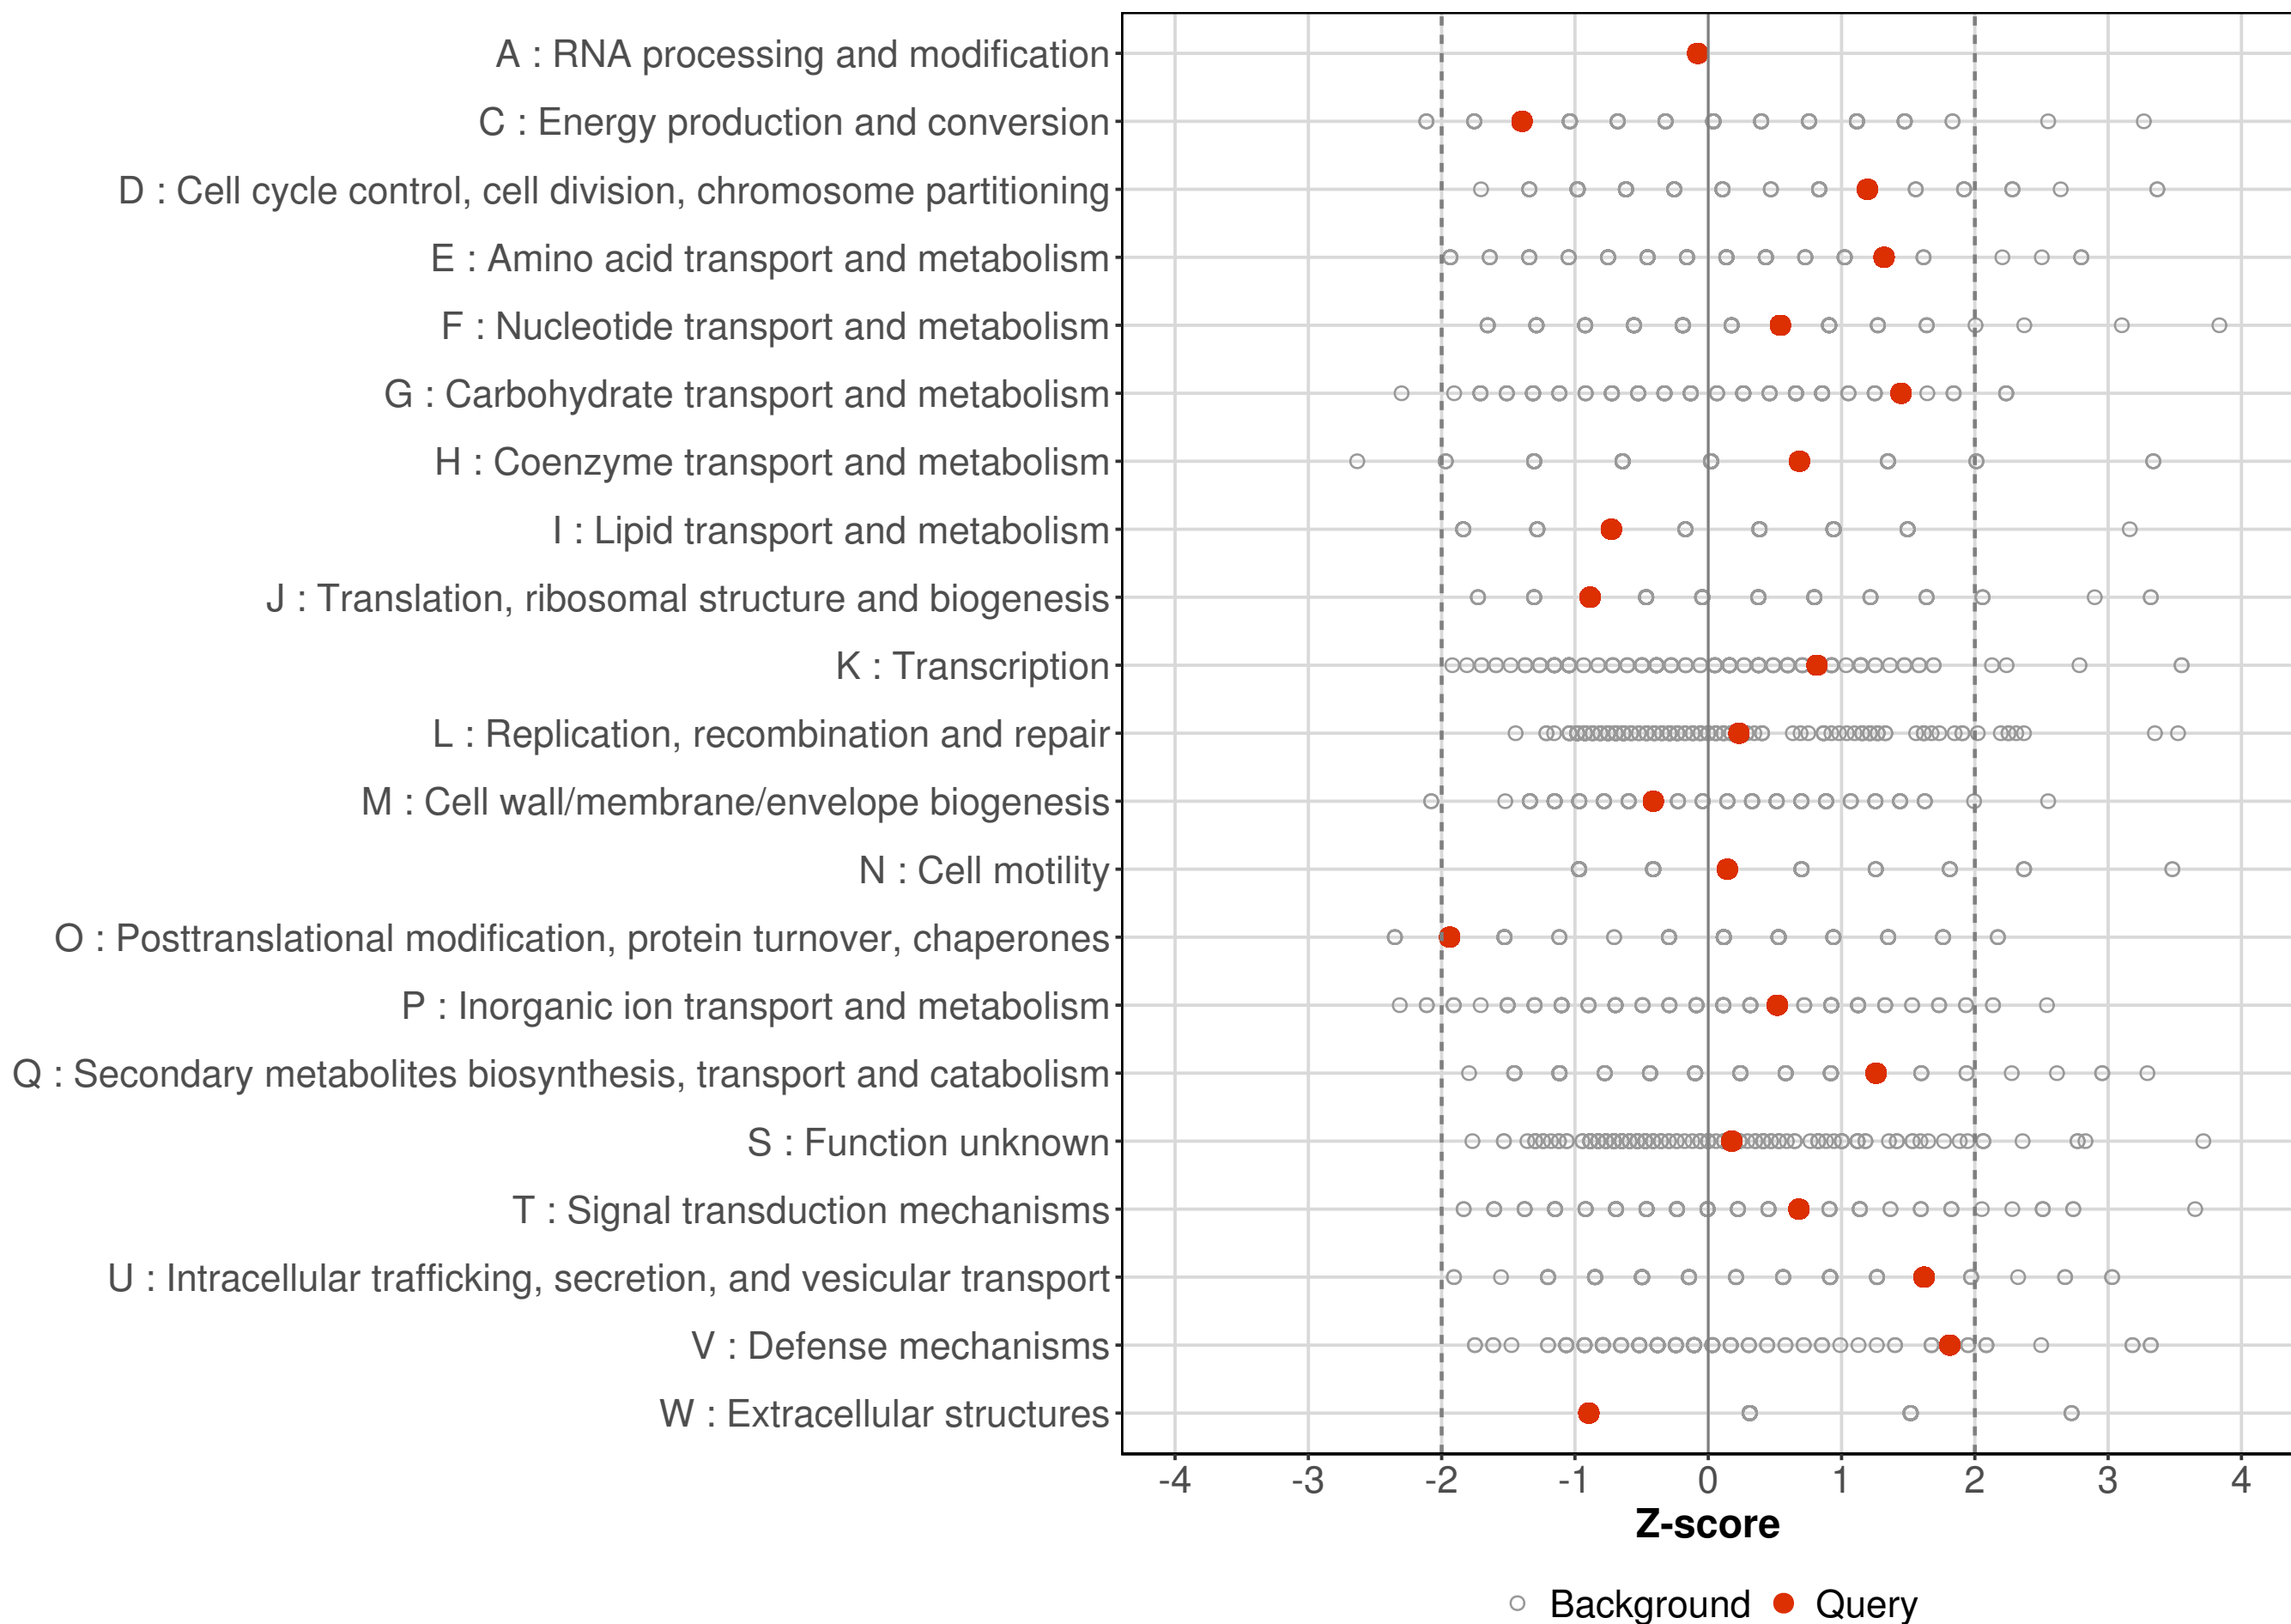 A : RNA processing and modification
C : Energy production and conversion
D : Cell cycle control, cell division, chromosome partitioning
E : Amino acid transport and metabolism
F : Nucleotide transport and metabolism
G : Carbohydrate transport and metabolism
H : Coenzyme transport and metabolism
I : Lipid transport and metabolism
J : Translation, ribosomal structure and biogenesis
K : Transcription
L : Replication, recombination and repair
M : Cell wall/membrane/envelope biogenesis
N : Cell motility
O : Posttranslational modification, protein turnover, chaperones
P : Inorganic ion transport and metabolism
Q : Secondary metabolites biosynthesis, transport and catabolism
S : Function unknown
T : Signal transduction mechanisms
U : Intracellular trafficking, secretion, and vesicular transport
V : Defense mechanisms
W : Extracellular structures
-4 -3 -2 -1 0 1 2 3 4
Z-score
Background Query